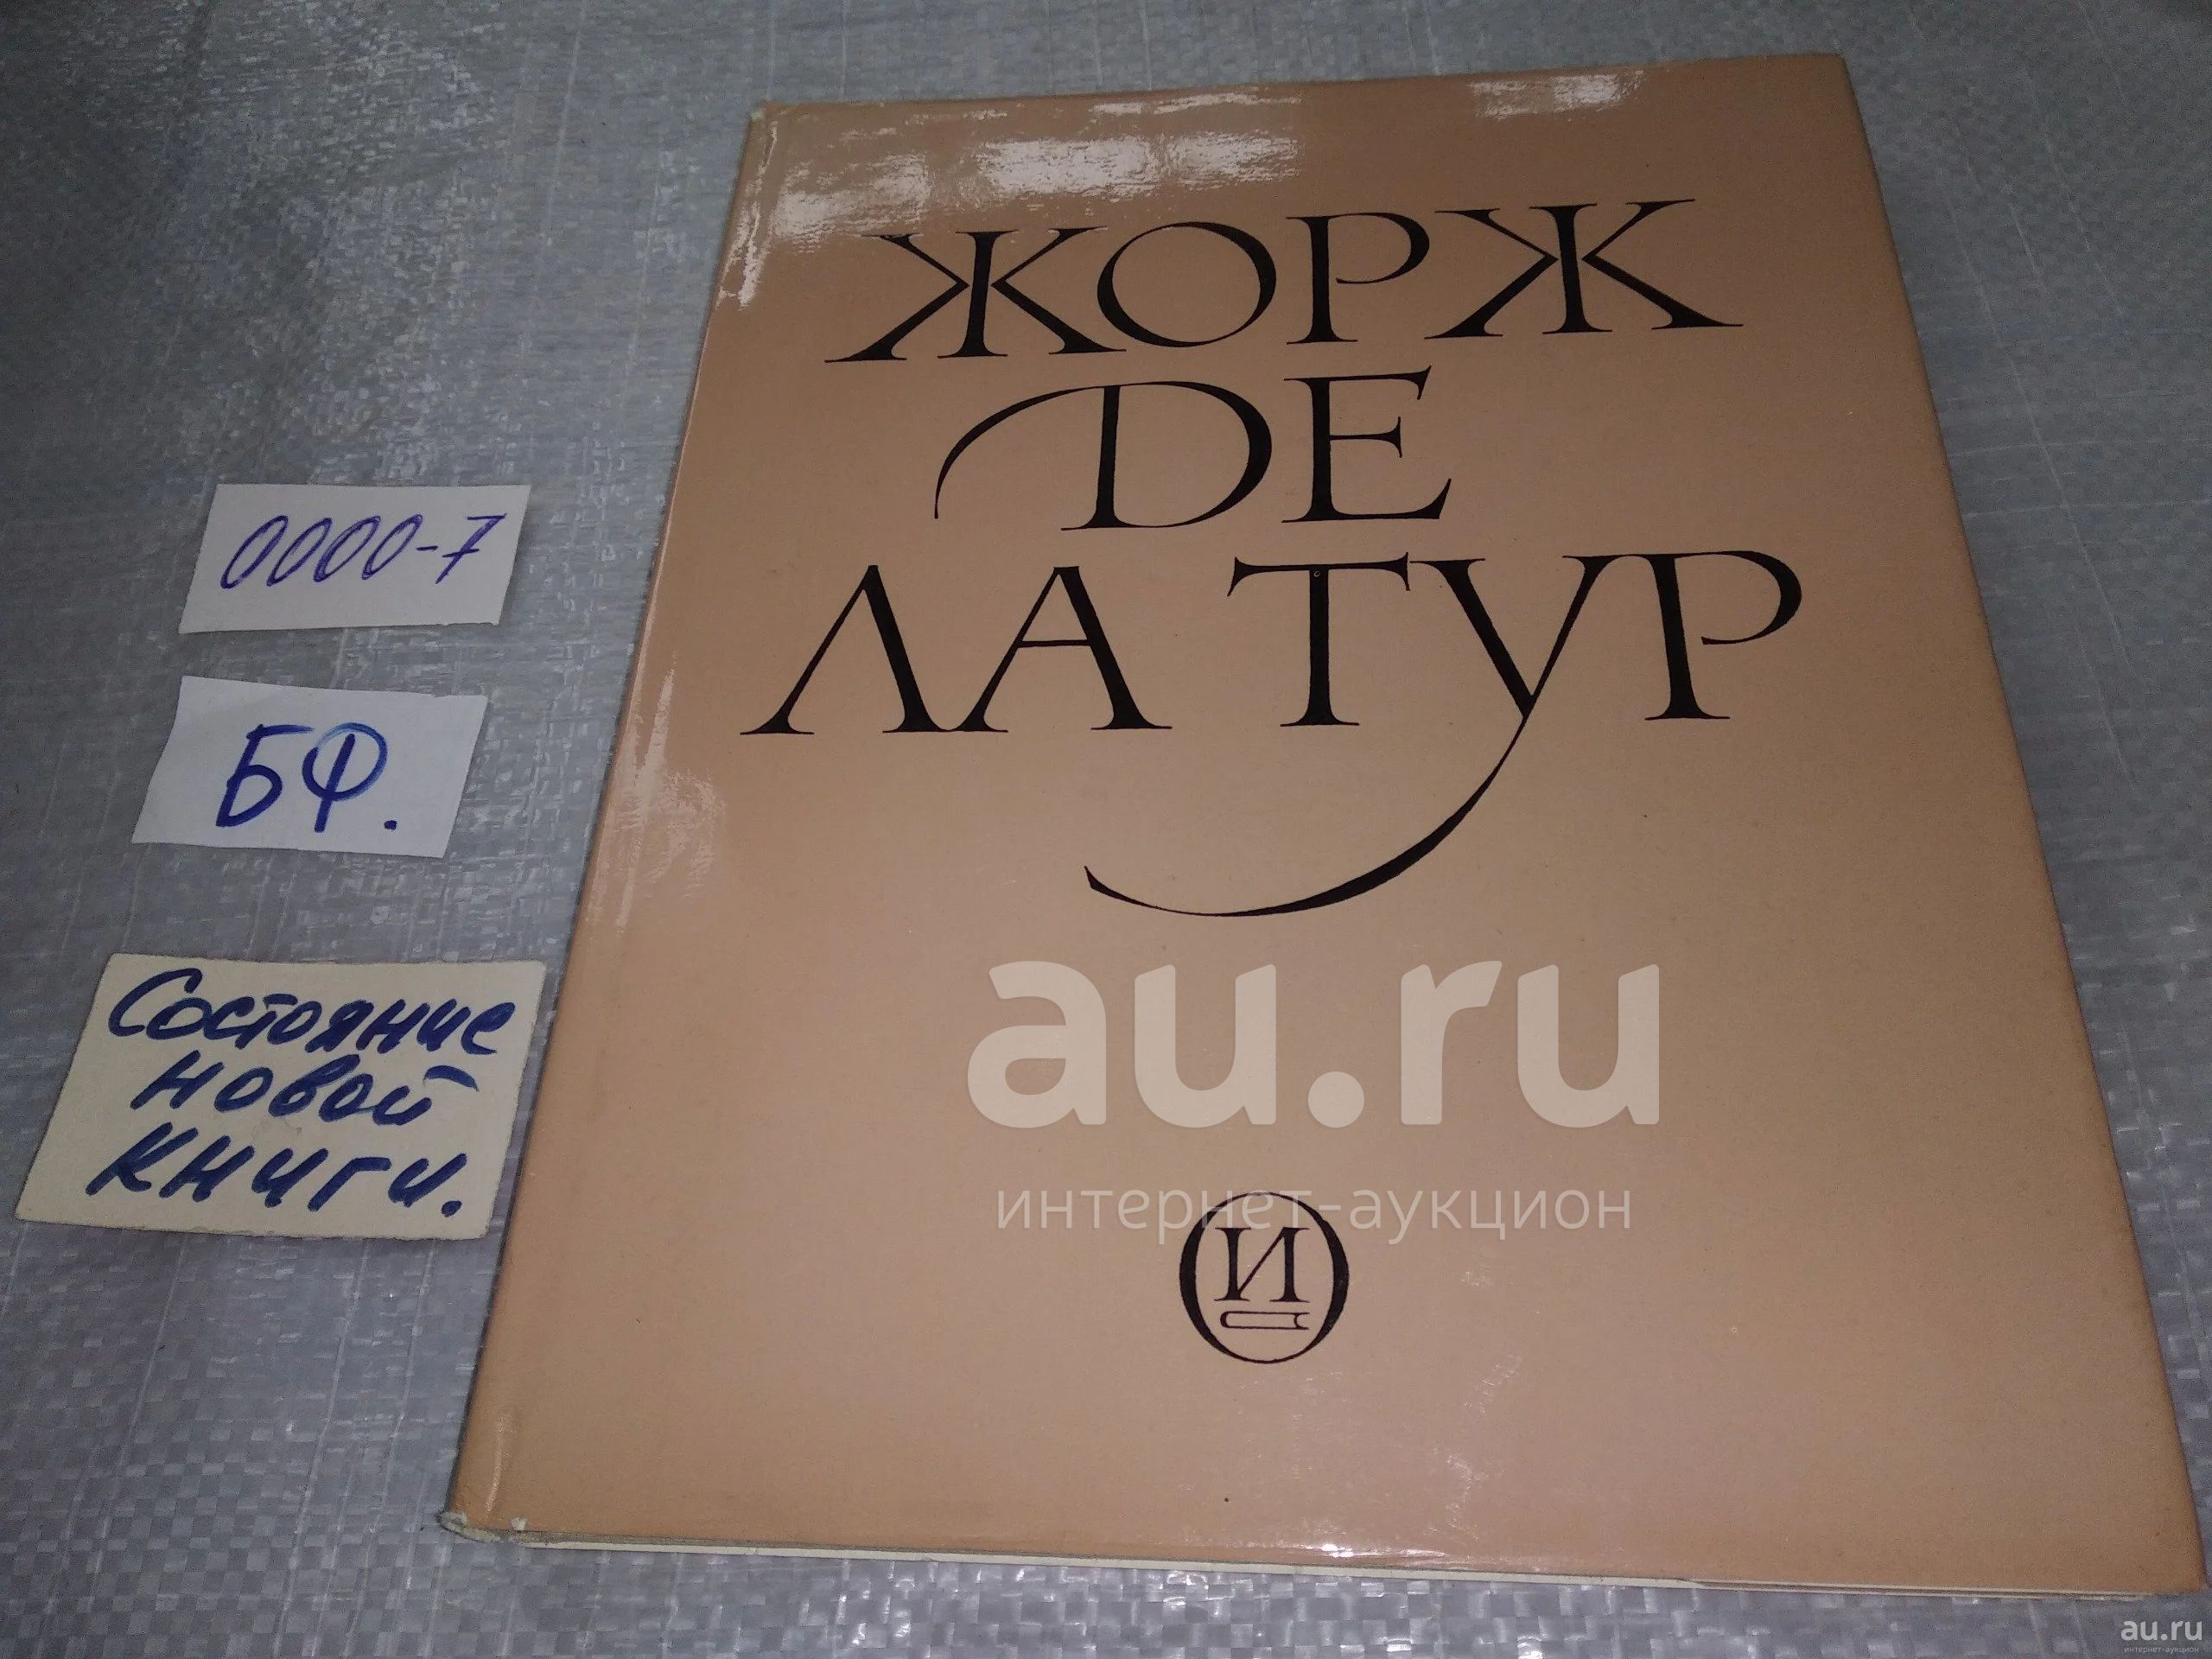 ЖОРЖ
ДЕ
ЛА ТУР
0000-7
БФ.
Состояние
новой
книги.
au.ru
интернет-аукцион
И
au.ru
интернет-аукцион